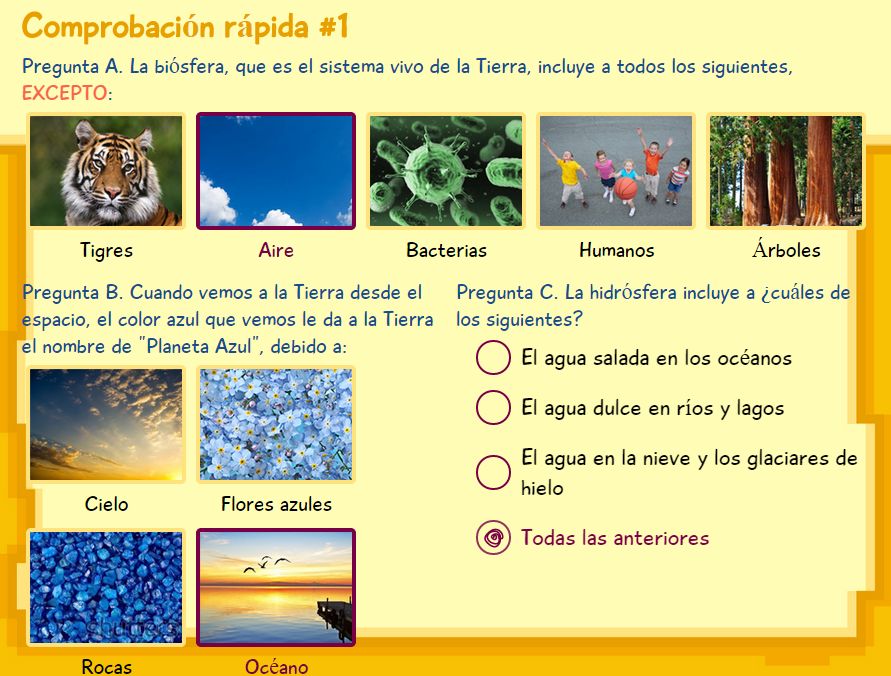 Comprobación rápida #1
Pregunta A. La biósfera, que es el sistema vivo de la Tierra, incluye a todos los siguientes,
EXCEPTO:
Tigres
Aire
Bacterias
Humanos
Árboles
Pregunta B. Cuando vemos a la Tierra desde el
espacio, el color azul que vemos le da a la Tierra
el nombre de "Planeta Azul", debido a:
Cielo
Flores azules
Rocas
Océano
Pregunta C. La hidrósfera incluye a ¿cuáles de
los siguientes?
El agua salada en los océanos
El agua dulce en ríos y lagos
El agua en la nieve y los glaciares de
hielo
Todas las anteriores